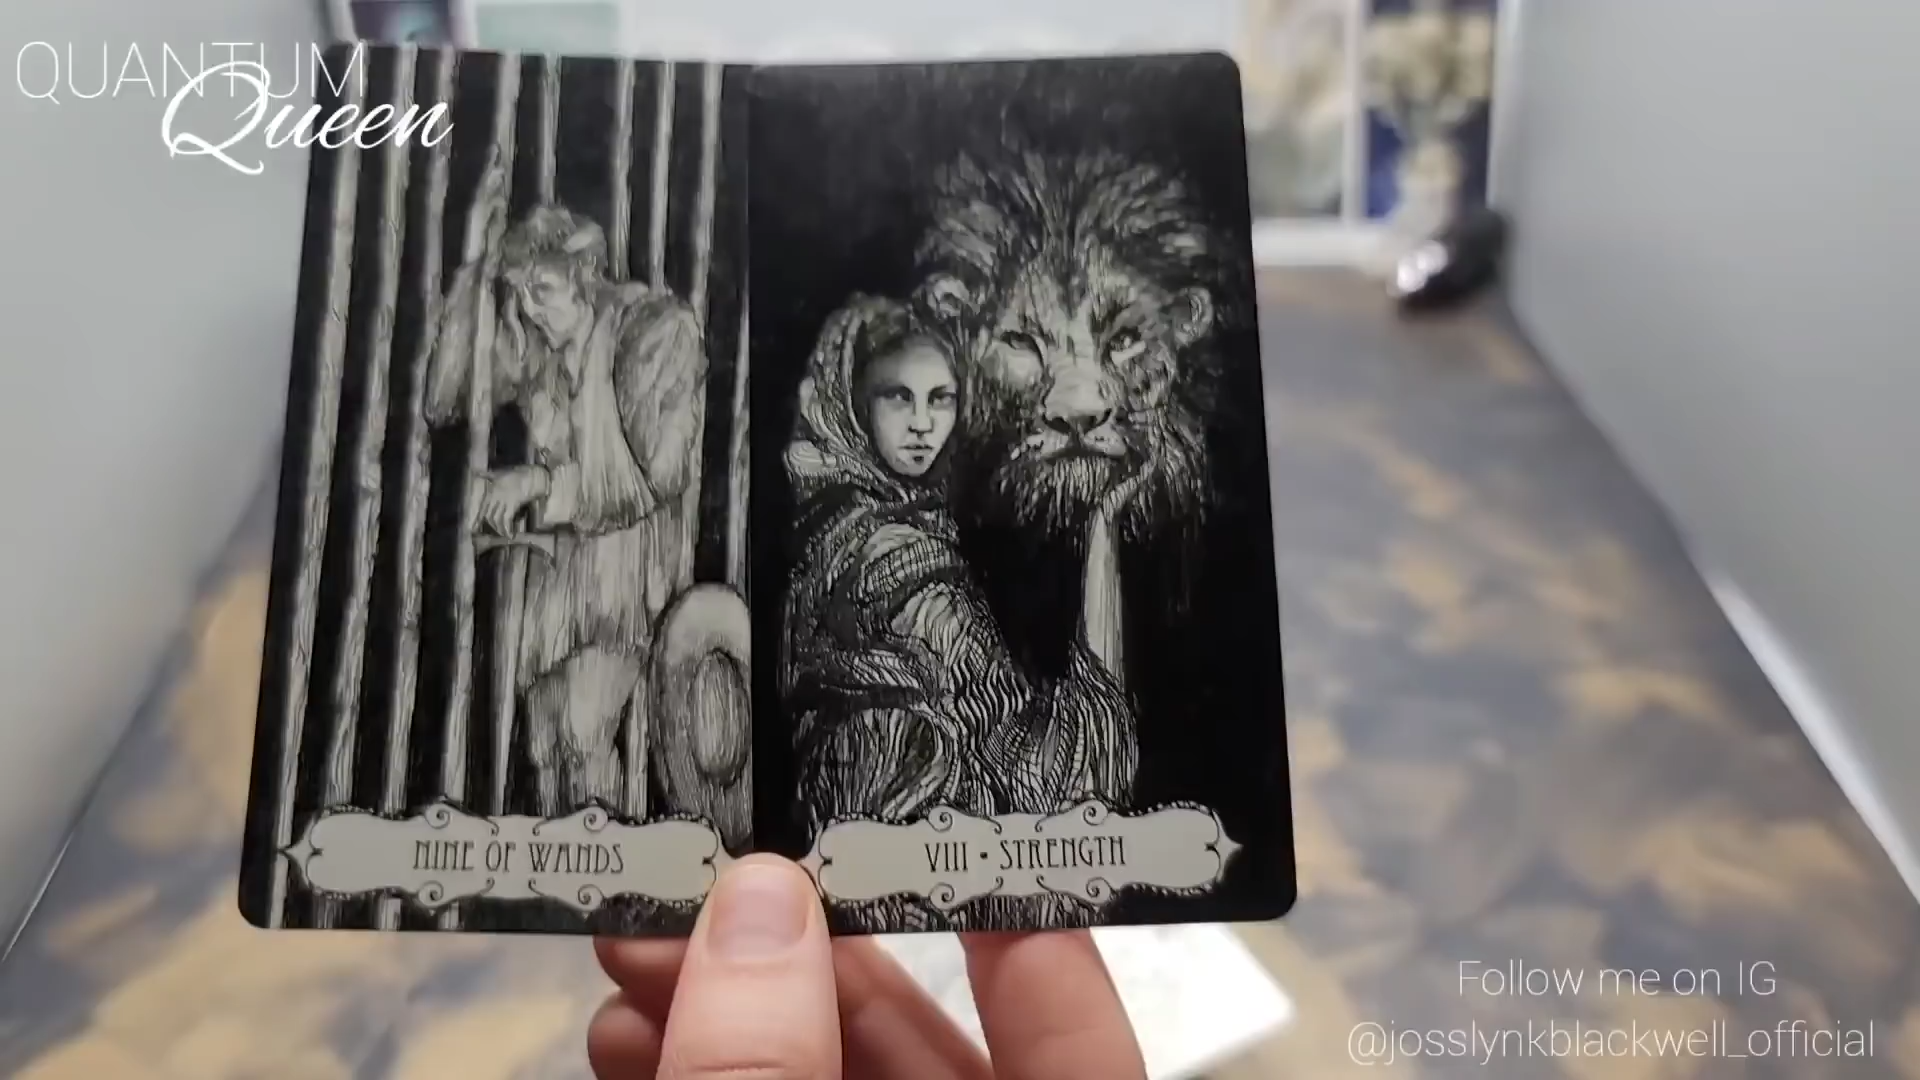 QUANTUM
Queen
NINE OF WANDS
VIII • STRENGTH
Follow me on IG
@josslynkblackwell_official